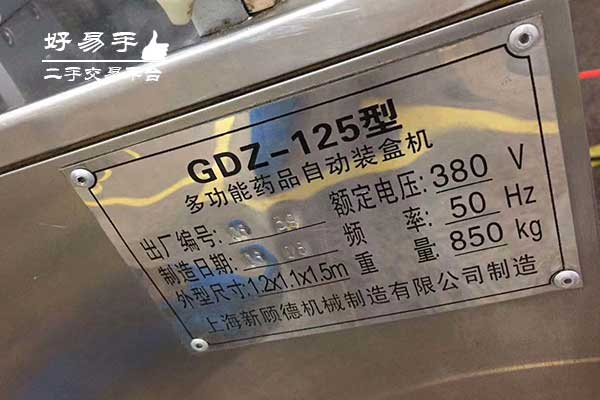 好易手
二手交易平台
GDZ-125型
多功能药品自动装盒机
出厂编号: 额定电压: 380 V
制造日期: 频 率: 50 Hz
外型尺寸: 1.2x1.1x1.5m 重 量: 850 kg
上海新顾德机械制造有限公司制造